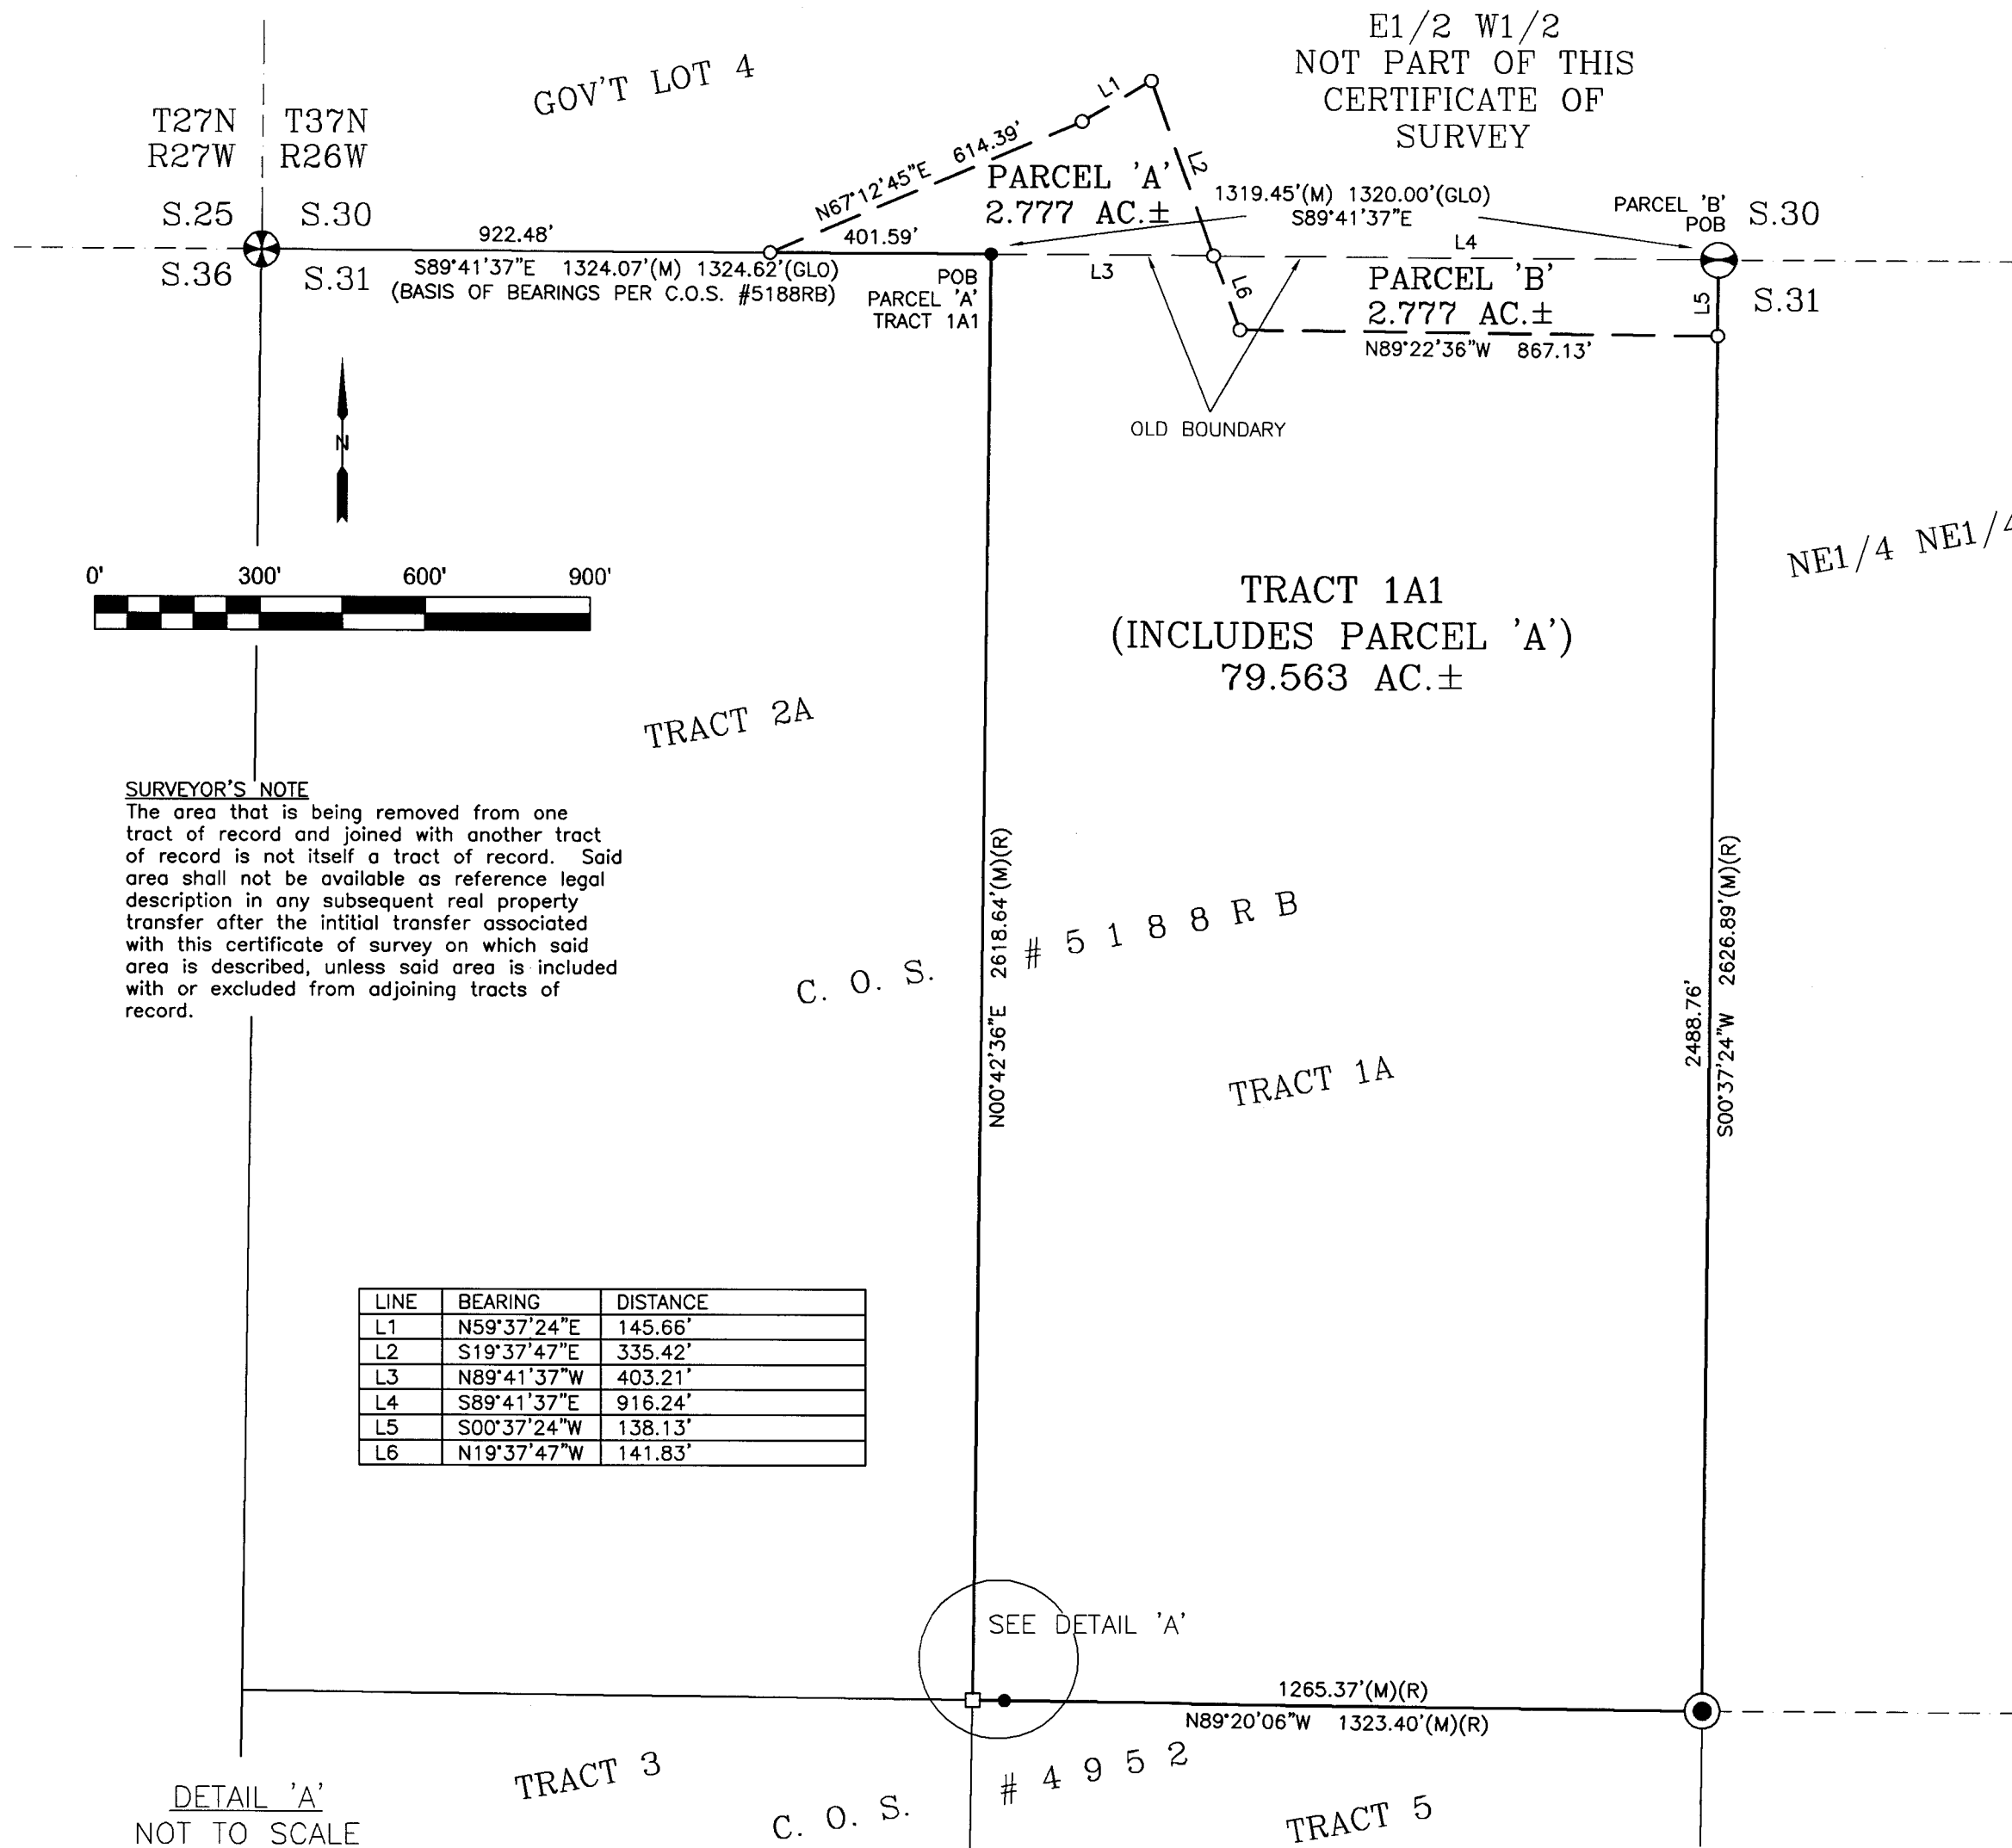 E1/2 W1/2
NOT PART OF THIS
CERTIFICATE OF
SURVEY
GOV'T LOT 4
T27N T37N
R27W R26W
S.25 S.30
S.36 S.31
L1
N67°12'45"E 614.39'
L2
PARCEL 'A'
2.777 AC.±
1319.45'(M) 1320.00'(GLO)
S89°41'37"E
PARCEL 'B'
POB
S.30
S.31
922.48'
401.59'
S89°41'37"E 1324.07'(M) 1324.62'(GLO)
(BASIS OF BEARINGS PER C.O.S. #5188RB)
POB
PARCEL 'A'
TRACT 1A1
L3
L4
L6
L5
PARCEL 'B'
2.777 AC.±
N89°22'36"W 867.13'
OLD BOUNDARY
N
0' 300' 600' 900'
NE1/4 NE1/4
TRACT 1A1
(INCLUDES PARCEL 'A')
79.563 AC.±
TRACT 2A
SURVEYOR'S NOTE
The area that is being removed from one
tract of record and joined with another tract
of record is not itself a tract of record. Said
area shall not be available as reference legal
description in any subsequent real property
transfer after the intitial transfer associated
with this certificate of survey on which said
area is described, unless said area is included
with or excluded from adjoining tracts of
record.
N00°42'36"E 2618.64'(M)(R)
C. O. S. # 5 1 8 8 R B
2488.76'
S00°37'24"W 2626.89'(M)(R)
TRACT 1A
LINE BEARING DISTANCE
L1 N59°37'24"E 145.66'
L2 S19°37'47"E 335.42'
L3 N89°41'37"W 403.21'
L4 S89°41'37"E 916.24'
L5 S00°37'24"W 138.13'
L6 N19°37'47"W 141.83'
SEE DETAIL 'A'
1265.37'(M)(R)
N89°20'06"W 1323.40'(M)(R)
TRACT 3
C. O. S. # 4 9 5 2
TRACT 5
DETAIL 'A'
NOT TO SCALE